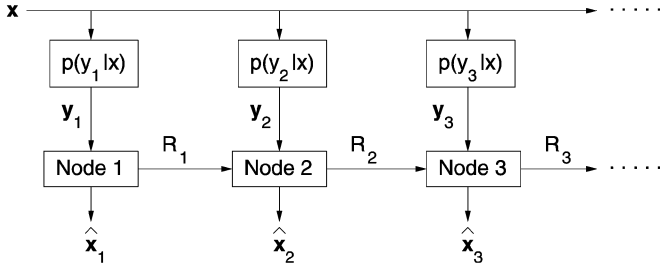 x .....
p(y₁|x) p(y₂|x) p(y₃|x)
y₁ y₂ y₃
R₁ R₂ R₃
Node 1 Node 2 Node 3 .....
x̂₁ x̂₂ x̂₃